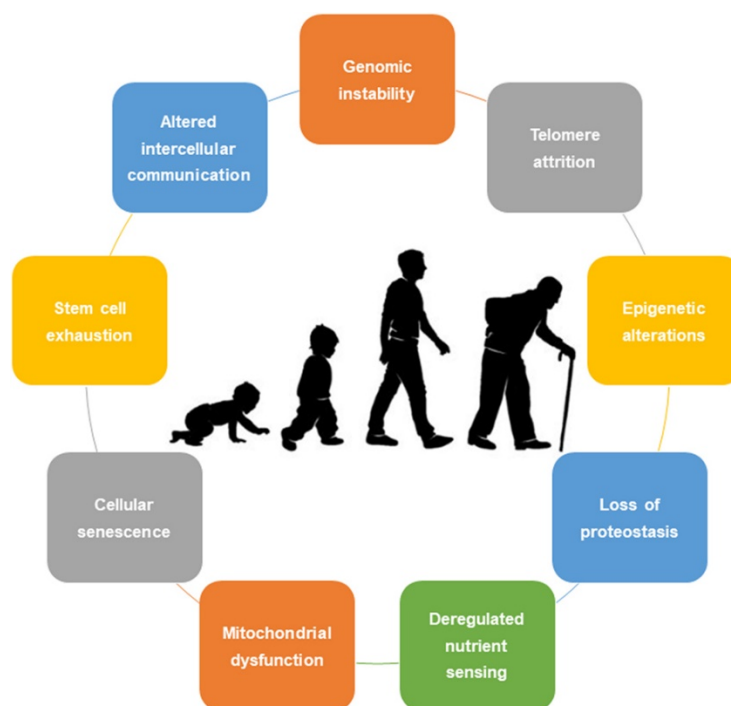 Genomic
instability
Telomere
attrition
Epigenetic
alterations
Loss of
proteostasis
Deregulated
nutrient
sensing
Mitochondrial
dysfunction
Cellular
senescence
Stem cell
exhaustion
Altered
intercellular
communication